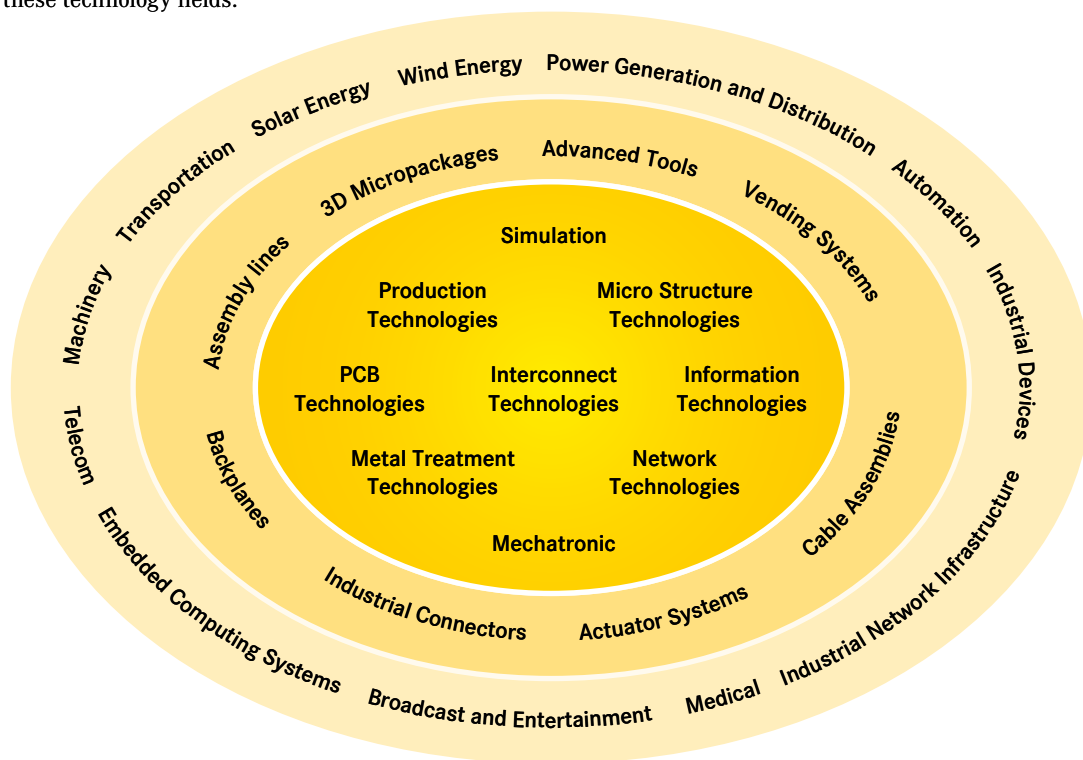 these technology fields.
Wind Energy
Power Generation and Distribution
Solar Energy
Transportation
Automation
Machinery
Industrial Devices
Telecom
Industrial Network Infrastructure
Embedded Computing Systems
Medical
Broadcast and Entertainment
3D Micropackages
Advanced Tools
Vending Systems
Assembly lines
Backplanes
Cable Assemblies
Industrial Connectors
Actuator Systems
Simulation
Production
Technologies
Micro Structure
Technologies
PCB
Technologies
Interconnect
Technologies
Information
Technologies
Metal Treatment
Technologies
Network
Technologies
Mechatronic